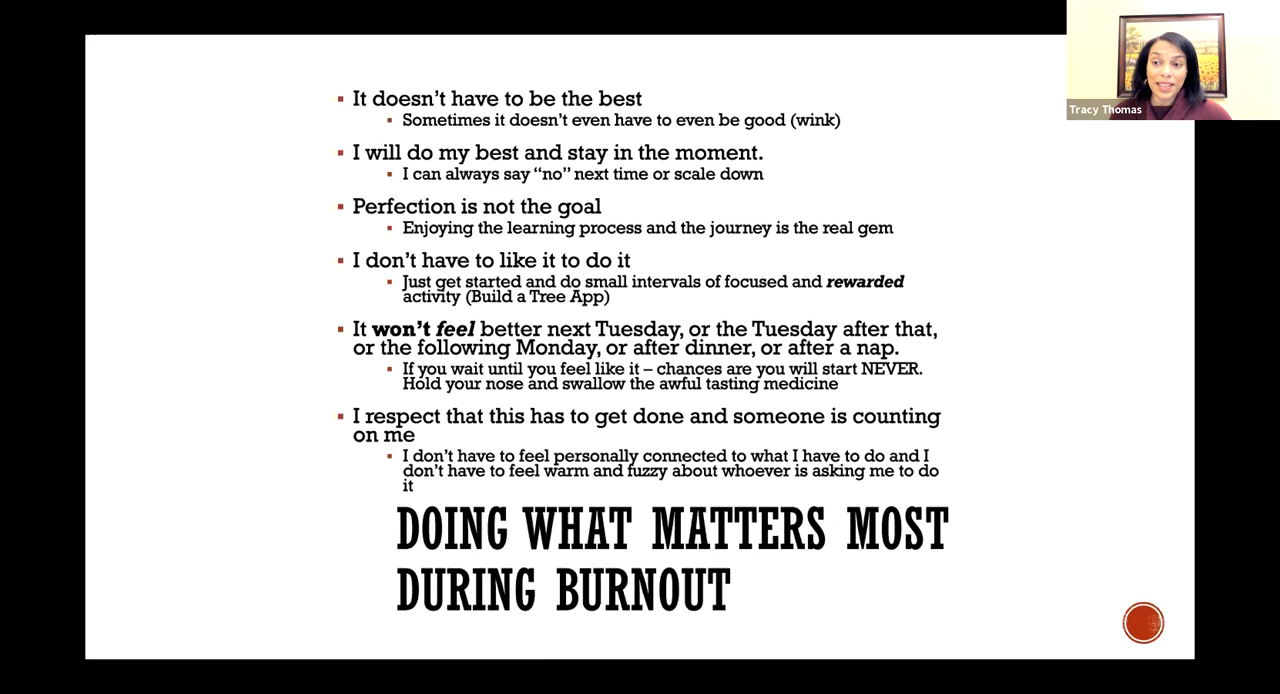 Tracy Thomas
▪ It doesn’t have to be the best
▪ Sometimes it doesn’t even have to even be good (wink)
▪ I will do my best and stay in the moment.
▪ I can always say “no” next time or scale down
▪ Perfection is not the goal
▪ Enjoying the learning process and the journey is the real gem
▪ I don’t have to like it to do it
▪ Just get started and do small intervals of focused and rewarded
activity (Build a Tree App)
▪ It won’t feel better next Tuesday, or the Tuesday after that,
or the following Monday, or after dinner, or after a nap.
▪ If you wait until you feel like it – chances are you will start NEVER.
Hold your nose and swallow the awful tasting medicine
▪ I respect that this has to get done and someone is counting
on me
▪ I don’t have to feel personally connected to what I have to do and I
don’t have to feel warm and fuzzy about whoever is asking me to do
it
DOING WHAT MATTERS MOST
DURING BURNOUT